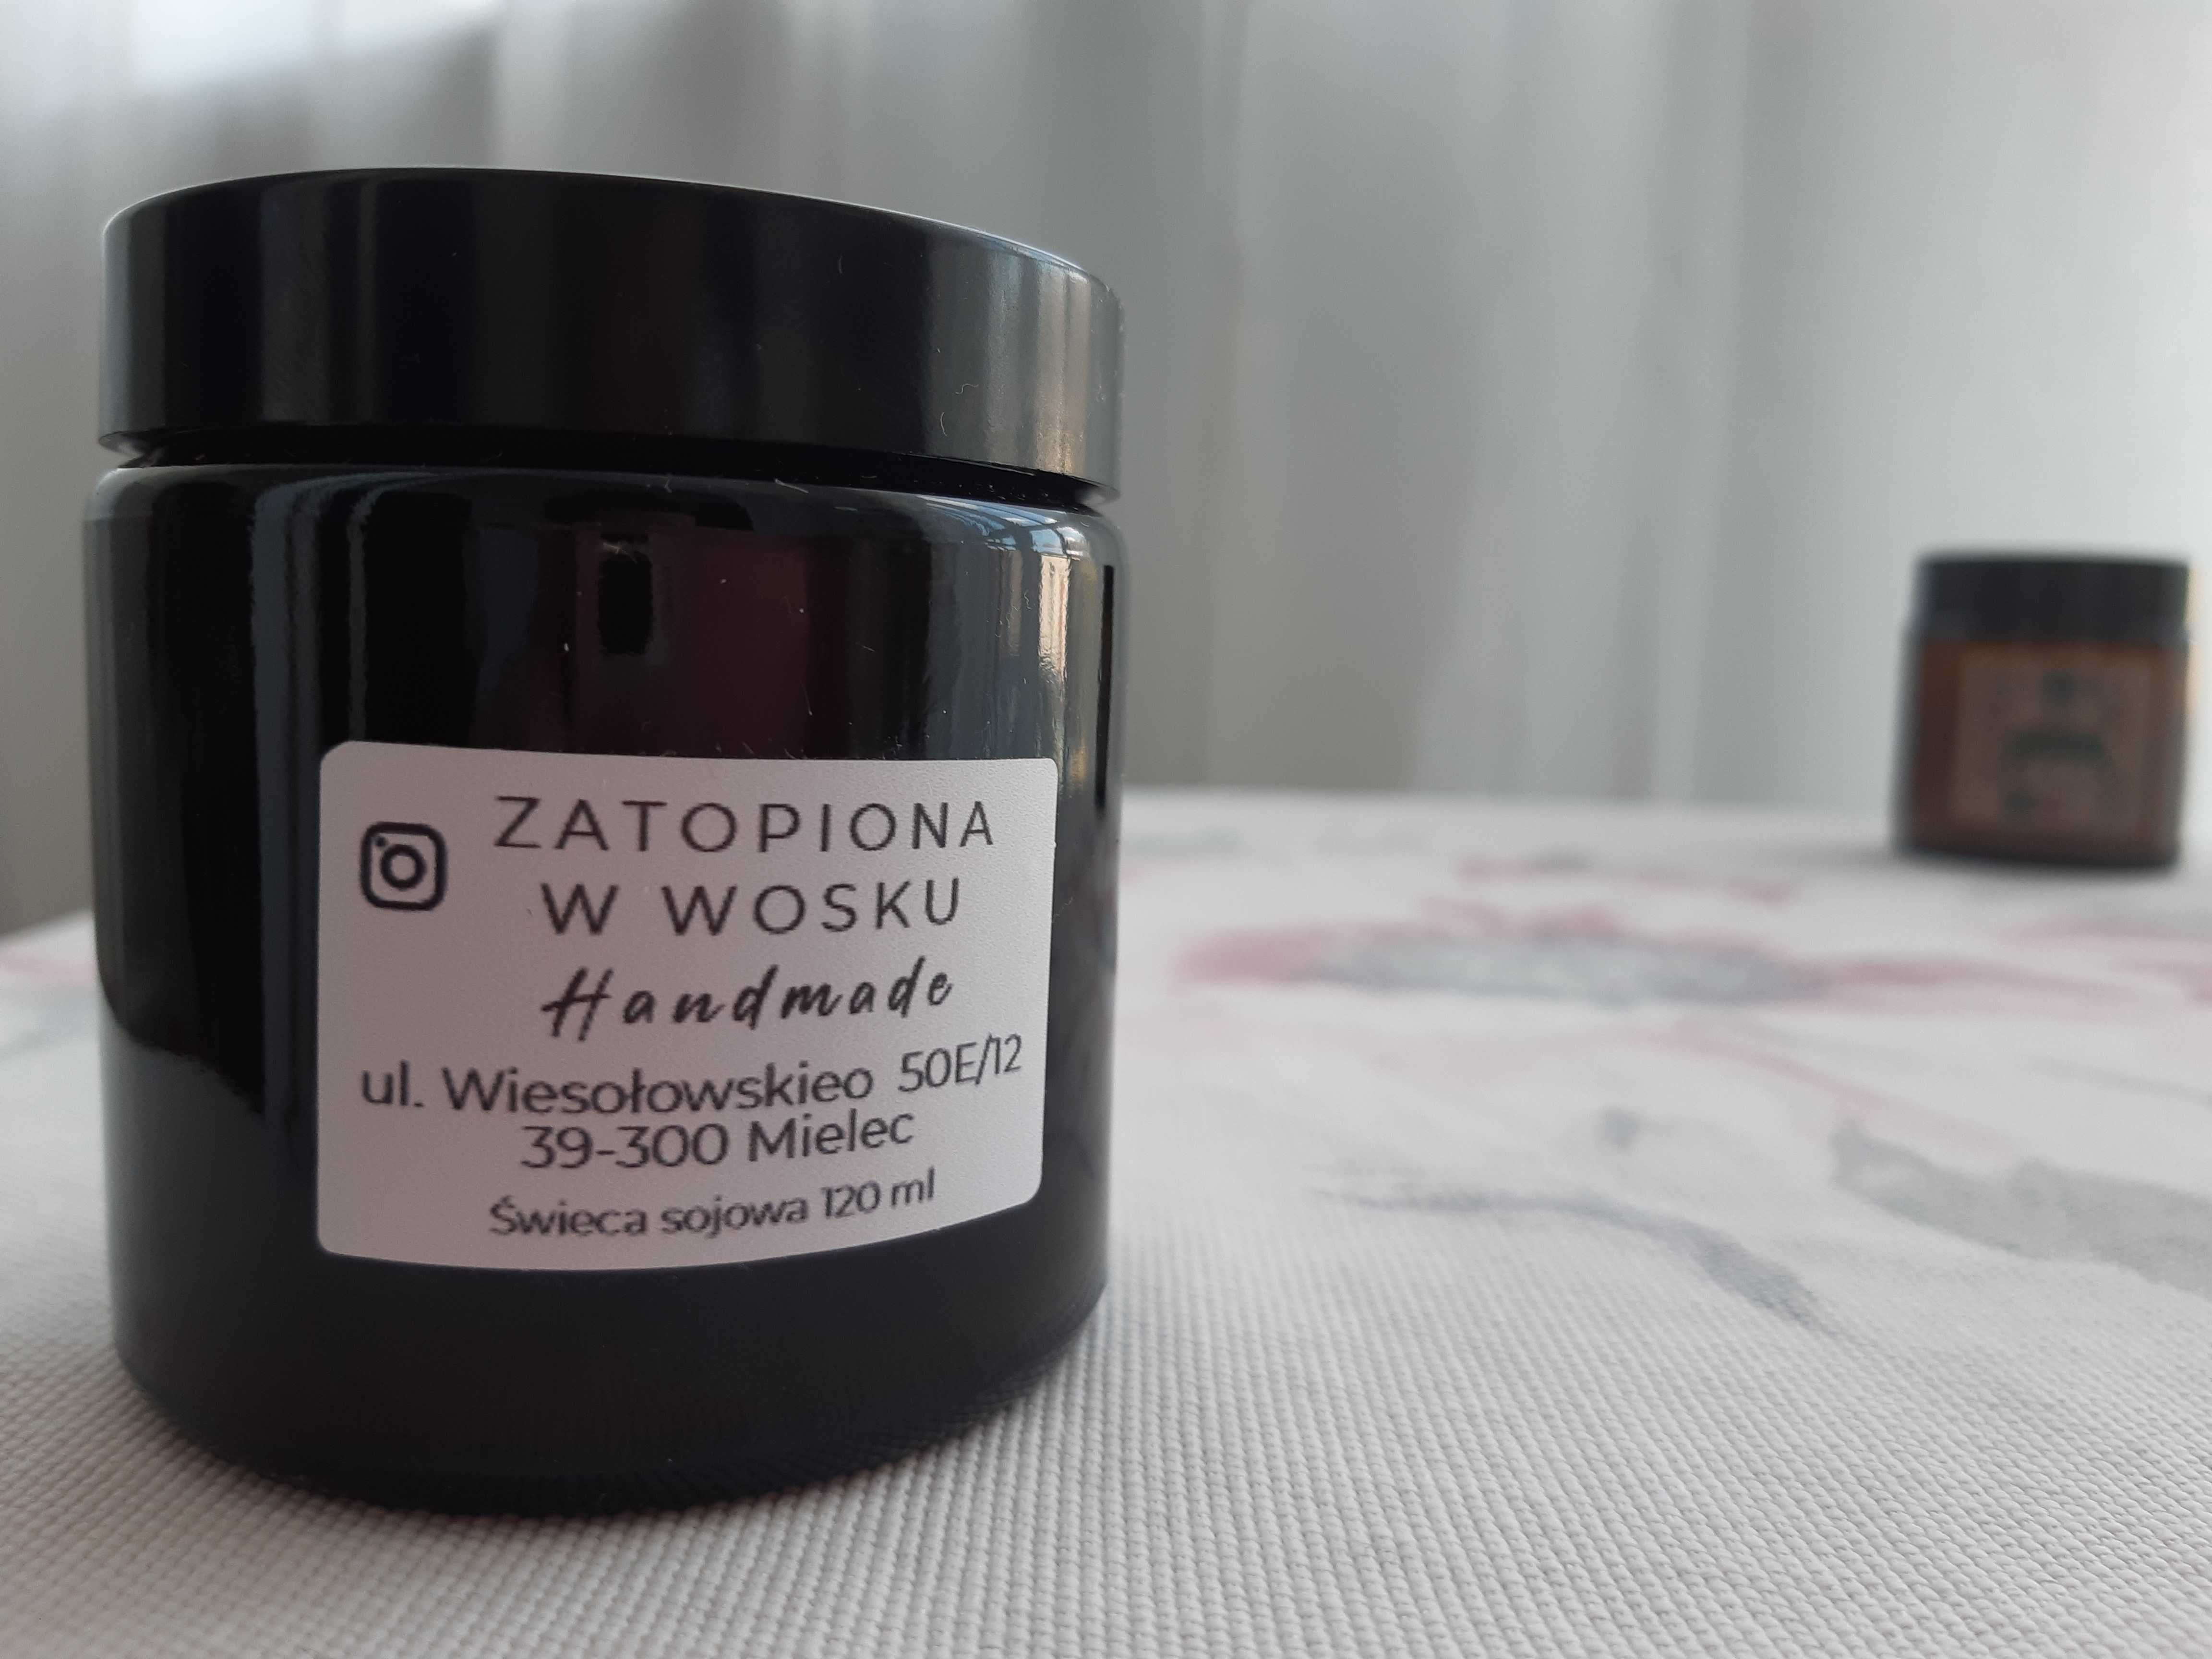 ZATOPIONA
W WOSKU
Handmade
ul. Wiesołowskieo 50E/12
39-300 Mielec
Świeca sojowa 120 ml